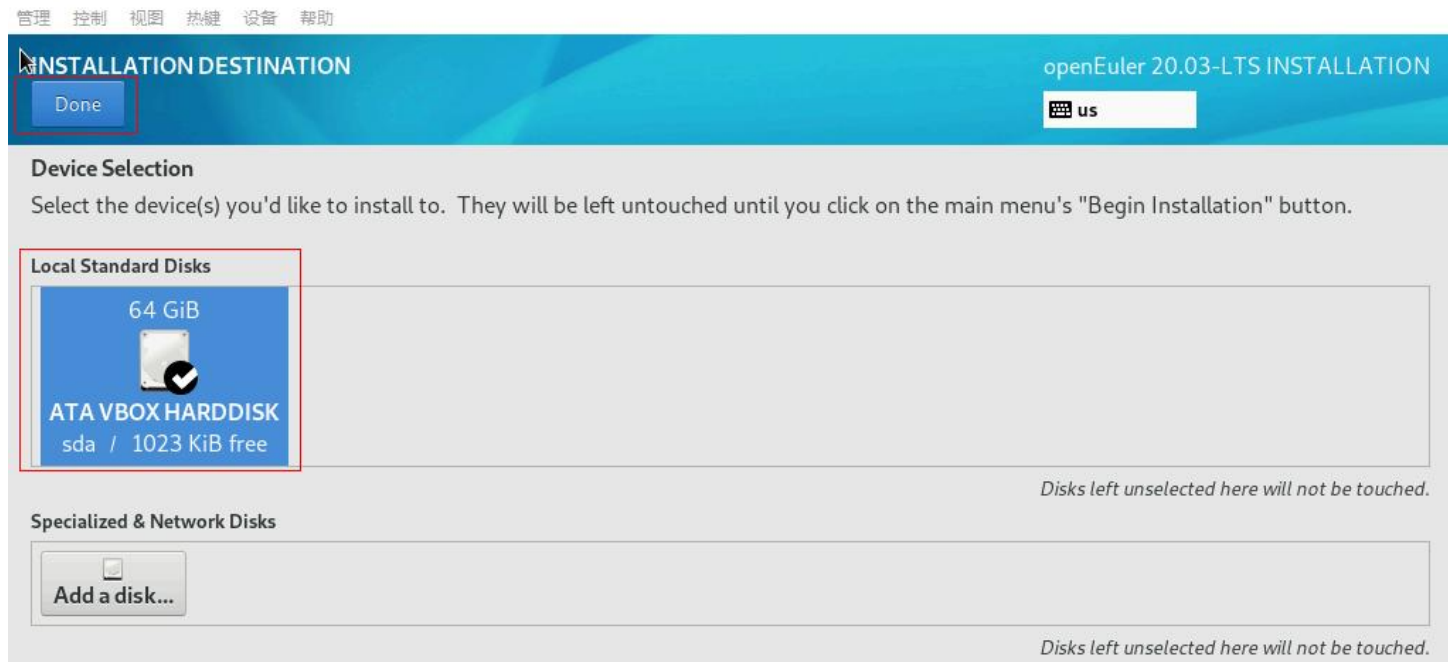 管理 控制 视图 热键 设备 帮助
INSTALLATION DESTINATION
openEuler 20.03-LTS INSTALLATION
Done
us
Device Selection
Select the device(s) you'd like to install to. They will be left untouched until you click on the main menu's "Begin Installation" button.
Local Standard Disks
64 GiB
ATA VBOX HARDDISK
sda / 1023 KiB free
Disks left unselected here will not be touched.
Specialized & Network Disks
Add a disk...
Disks left unselected here will not be touched.